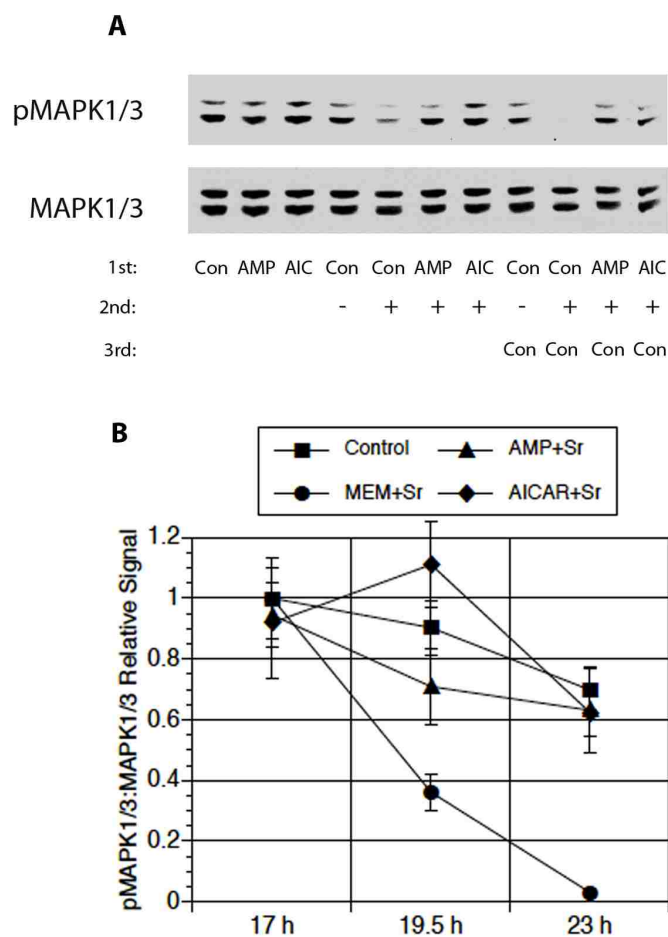 A
pMAPK1/3
MAPK1/3
1st: Con AMP AIC Con Con AMP AIC Con Con AMP AIC
2nd: - + + + - + + +
3rd: Con Con Con Con
B
Control AMP+Sr
MEM+Sr AICAR+Sr
pMAPK1/3:MAPK1/3 Relative Signal
1.2
1
0.8
0.6
0.4
0.2
0
17 h 19.5 h 23 h